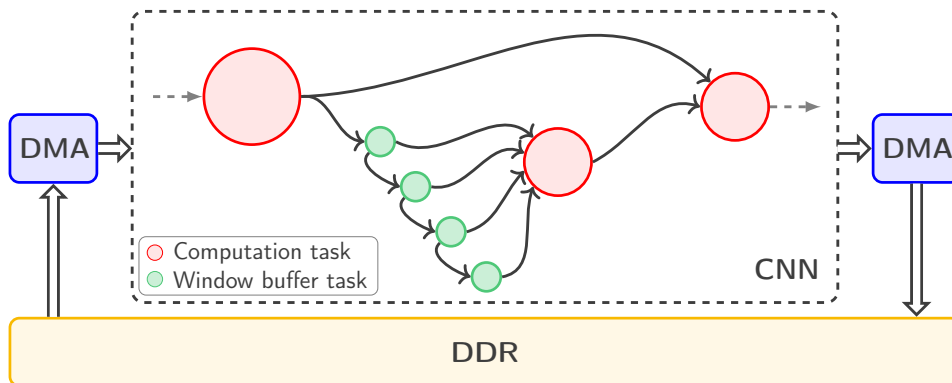 DMA
DMA
Computation task
Window buffer task
CNN
DDR